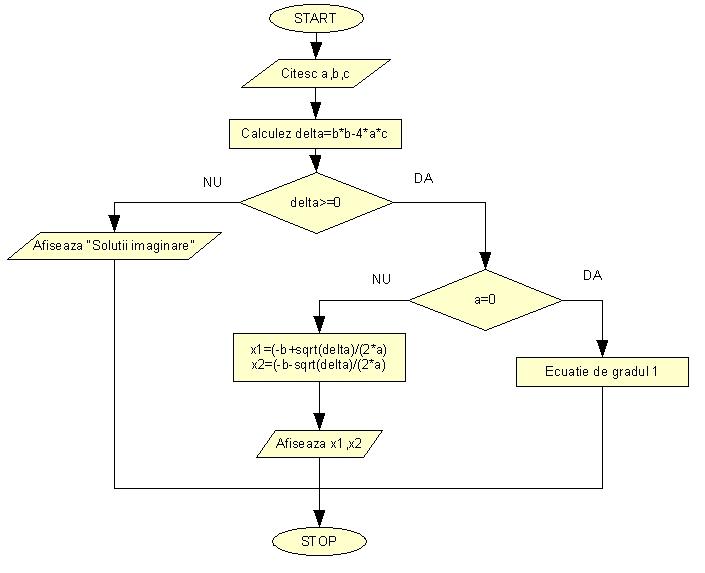 START
Citesc a,b,c
Calculez delta=b*b-4*a*c
NU
DA
delta>=0
Afiseaza "Solutii imaginare"
NU
DA
a=0
x1=(-b+sqrt(delta)/(2*a)
x2=(-b-sqrt(delta)/(2*a)
Ecuatie de gradul 1
Afiseaza x1,x2
STOP